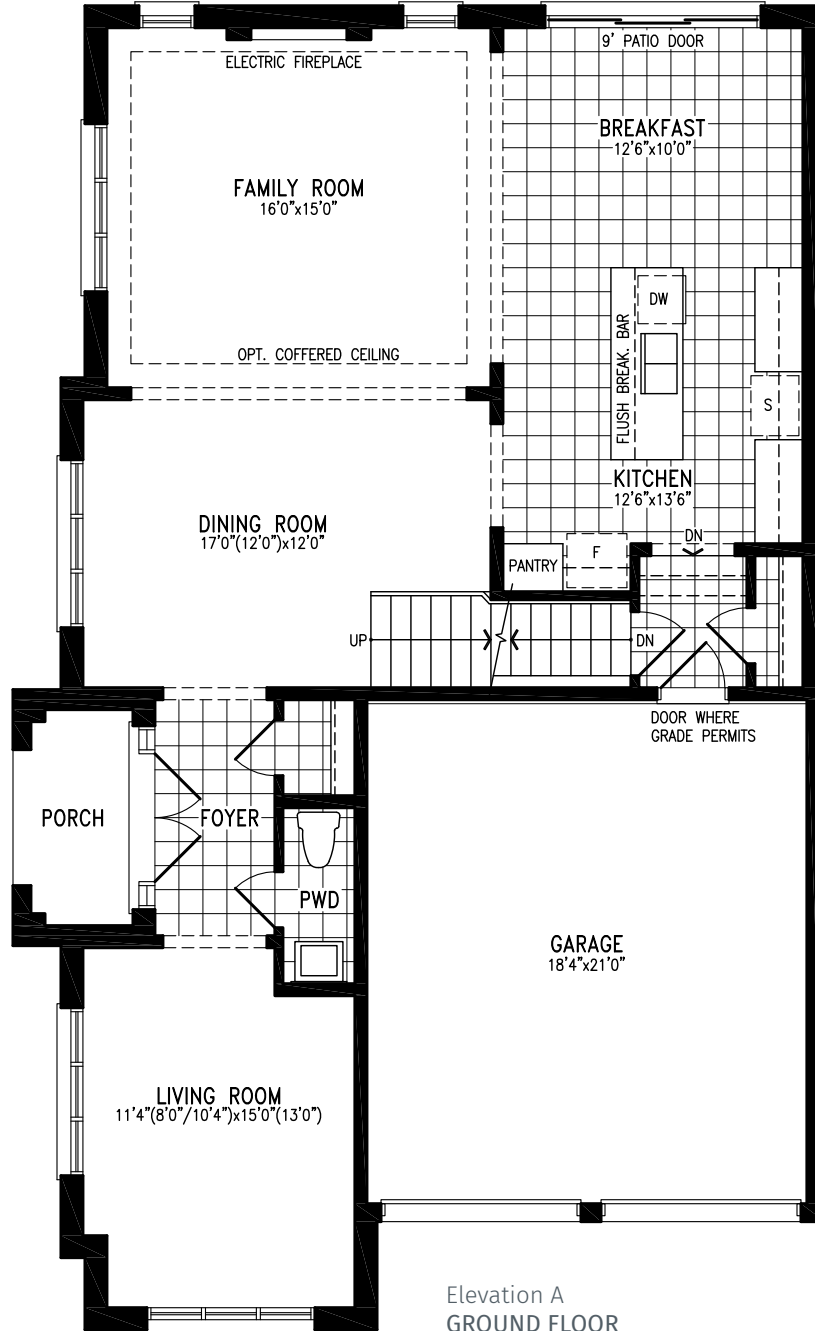 9' PATIO DOOR
ELECTRIC FIREPLACE
BREAKFAST
12'6"x10'0"
FAMILY ROOM
16'0"x15'0"
DW
FLUSH BREAK. BAR
OPT. COFFERED CEILING
S
KITCHEN
12'6"x13'6"
DINING ROOM
17'0"(12'0")x12'0"
DN
F
PANTRY
UP
DN
DOOR WHERE
GRADE PERMITS
PORCH
FOYER
PWD
GARAGE
18'4"x21'0"
LIVING ROOM
11'4"(8'0"/10'4")x15'0"(13'0")
Elevation A
GROUND FLOOR